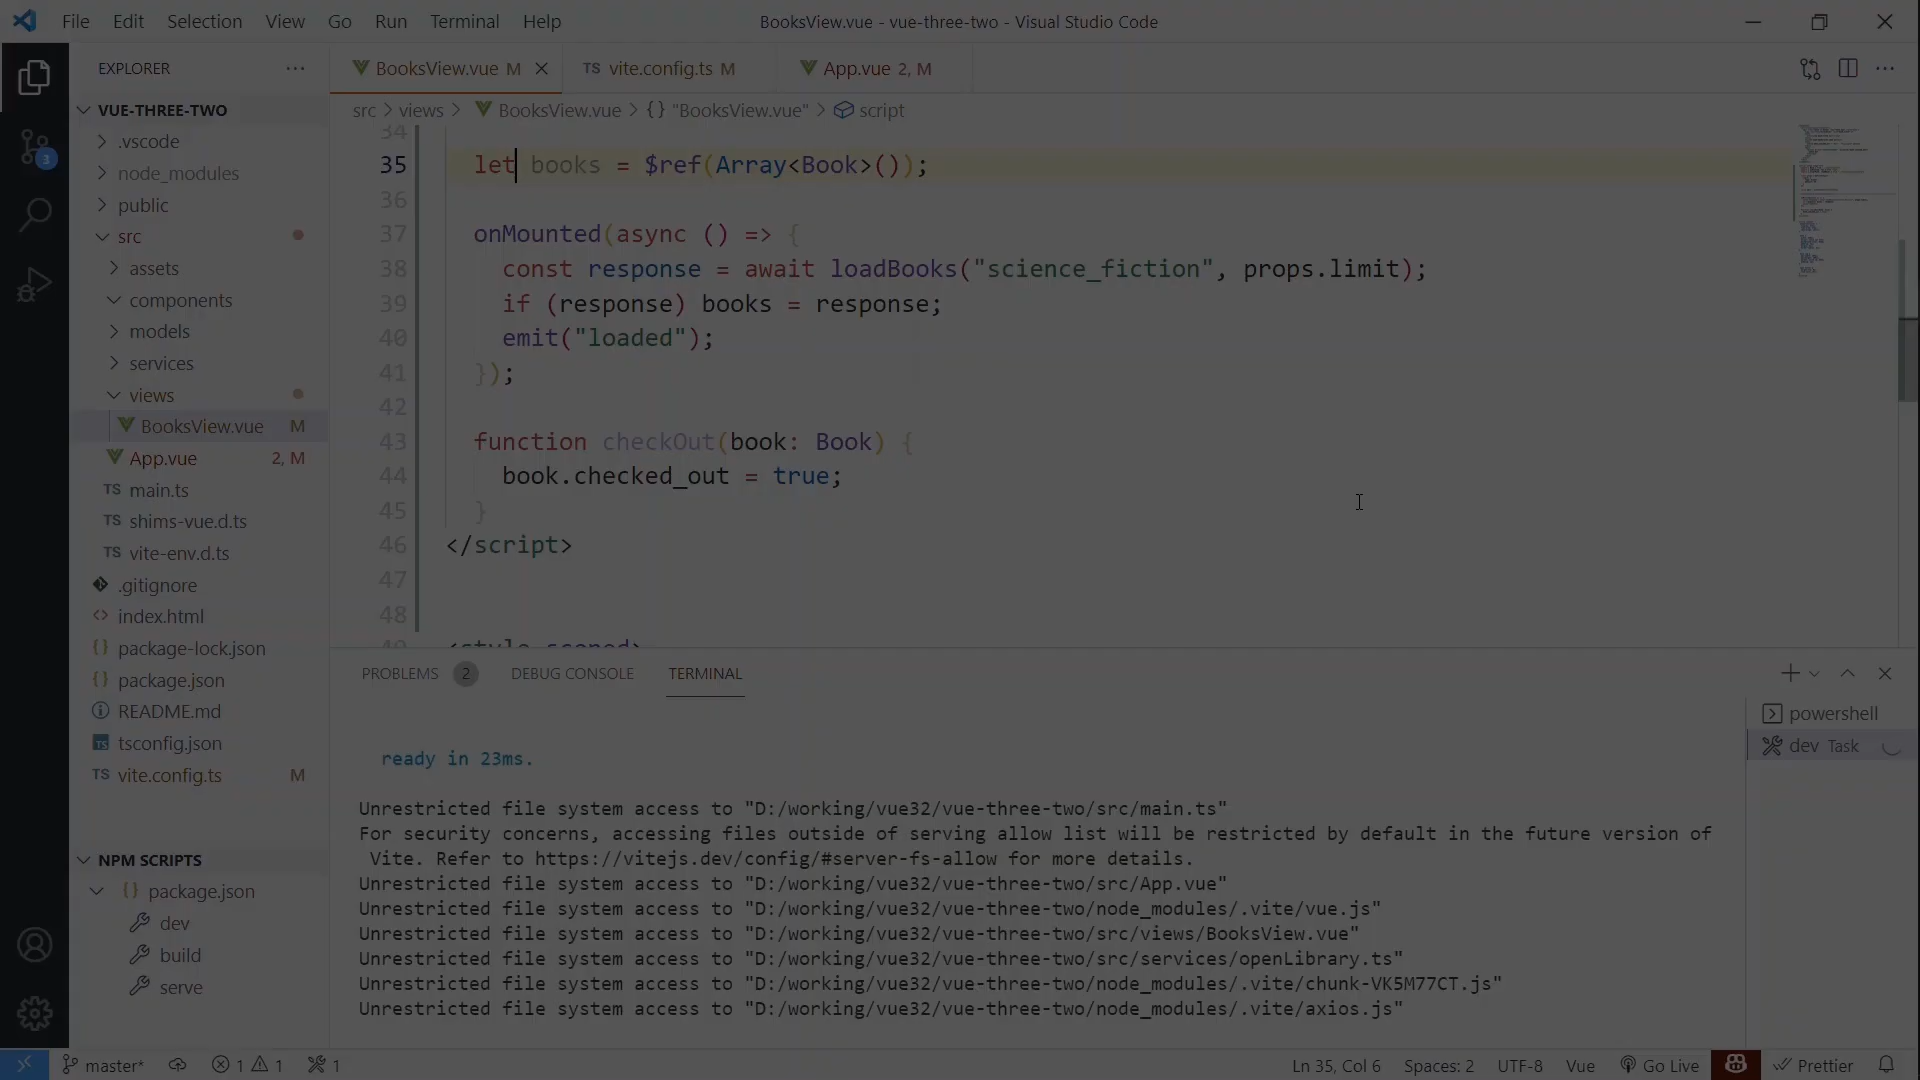 File Edit Selection View Go Run Terminal Help
BooksView.vue - vue-three-two - Visual Studio Code
EXPLORER
VUE-THREE-TWO
.vscode
node_modules
public
src
assets
components
models
services
views
BooksView.vue M
App.vue 2, M
TS main.ts
TS shims-vue.d.ts
TS vite-env.d.ts
.gitignore
<> index.html
{} package-lock.json
{} package.json
README.md
TS tsconfig.json
TS vite.config.ts M
NPM SCRIPTS
{} package.json
dev
build
serve
3
BooksView.vue M
TS vite.config.ts M
App.vue 2, M
src > views > BooksView.vue > {} "BooksView.vue" > script
34
35 let books = $ref(Array<Book>());
36
37 onMounted(async () => {
38 const response = await loadBooks("science_fiction", props.limit);
39 if (response) books = response;
40 emit("loaded");
41 });
42
43 function checkOut(book: Book) {
44 book.checked_out = true;
45 }
46 </script>
47
48
49 <style scoped>
PROBLEMS 2 DEBUG CONSOLE TERMINAL
powershell
dev Task
ready in 23ms.
Unrestricted file system access to "D:/working/vue32/vue-three-two/src/main.ts"
For security concerns, accessing files outside of serving allow list will be restricted by default in the future version of
Vite. Refer to https://vitejs.dev/config/#server-fs-allow for more details.
Unrestricted file system access to "D:/working/vue32/vue-three-two/src/App.vue"
Unrestricted file system access to "D:/working/vue32/vue-three-two/node_modules/.vite/vue.js"
Unrestricted file system access to "D:/working/vue32/vue-three-two/src/views/BooksView.vue"
Unrestricted file system access to "D:/working/vue32/vue-three-two/src/services/openLibrary.ts"
Unrestricted file system access to "D:/working/vue32/vue-three-two/node_modules/.vite/chunk-VK5M77CT.js"
Unrestricted file system access to "D:/working/vue32/vue-three-two/node_modules/.vite/axios.js"
master* 1 1 1
Ln 35, Col 6 Spaces: 2 UTF-8 Vue Go Live Prettier